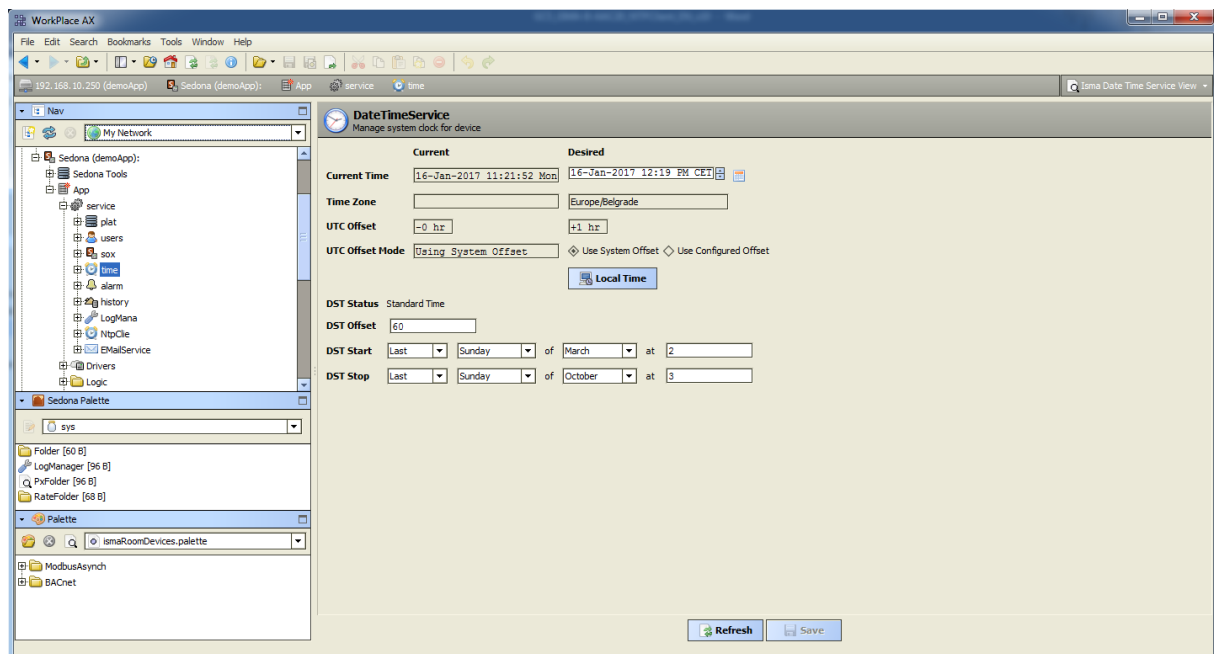 WorkPlace AX
File Edit Search Bookmarks Tools Window Help
192.168.10.250 (demoApp) Sedona (demoApp): App service time Isma Date Time Service View
Nav
My Network
Sedona (demoApp):
Sedona Tools
App
service
plat
users
sox
time
alarm
history
LogMana
NtpClie
EMailService
Drivers
Logic
Sedona Palette
sys
Folder [60 B]
LogManager [96 B]
PxFolder [96 B]
RateFolder [68 B]
Palette
ismaRoomDevices.palette
ModbusAsynch
BACnet
DateTimeService
Manage system clock for device
Current Desired
Current Time 16-Jan-2017 11:21:52 Mon 16-Jan-2017 12:19 PM CET
Time Zone Europe/Belgrade
UTC Offset -0 hr +1 hr
UTC Offset Mode Using System Offset Use System Offset Use Configured Offset
Local Time
DST Status Standard Time
DST Offset 60
DST Start Last Sunday of March at 2
DST Stop Last Sunday of October at 3
Refresh Save